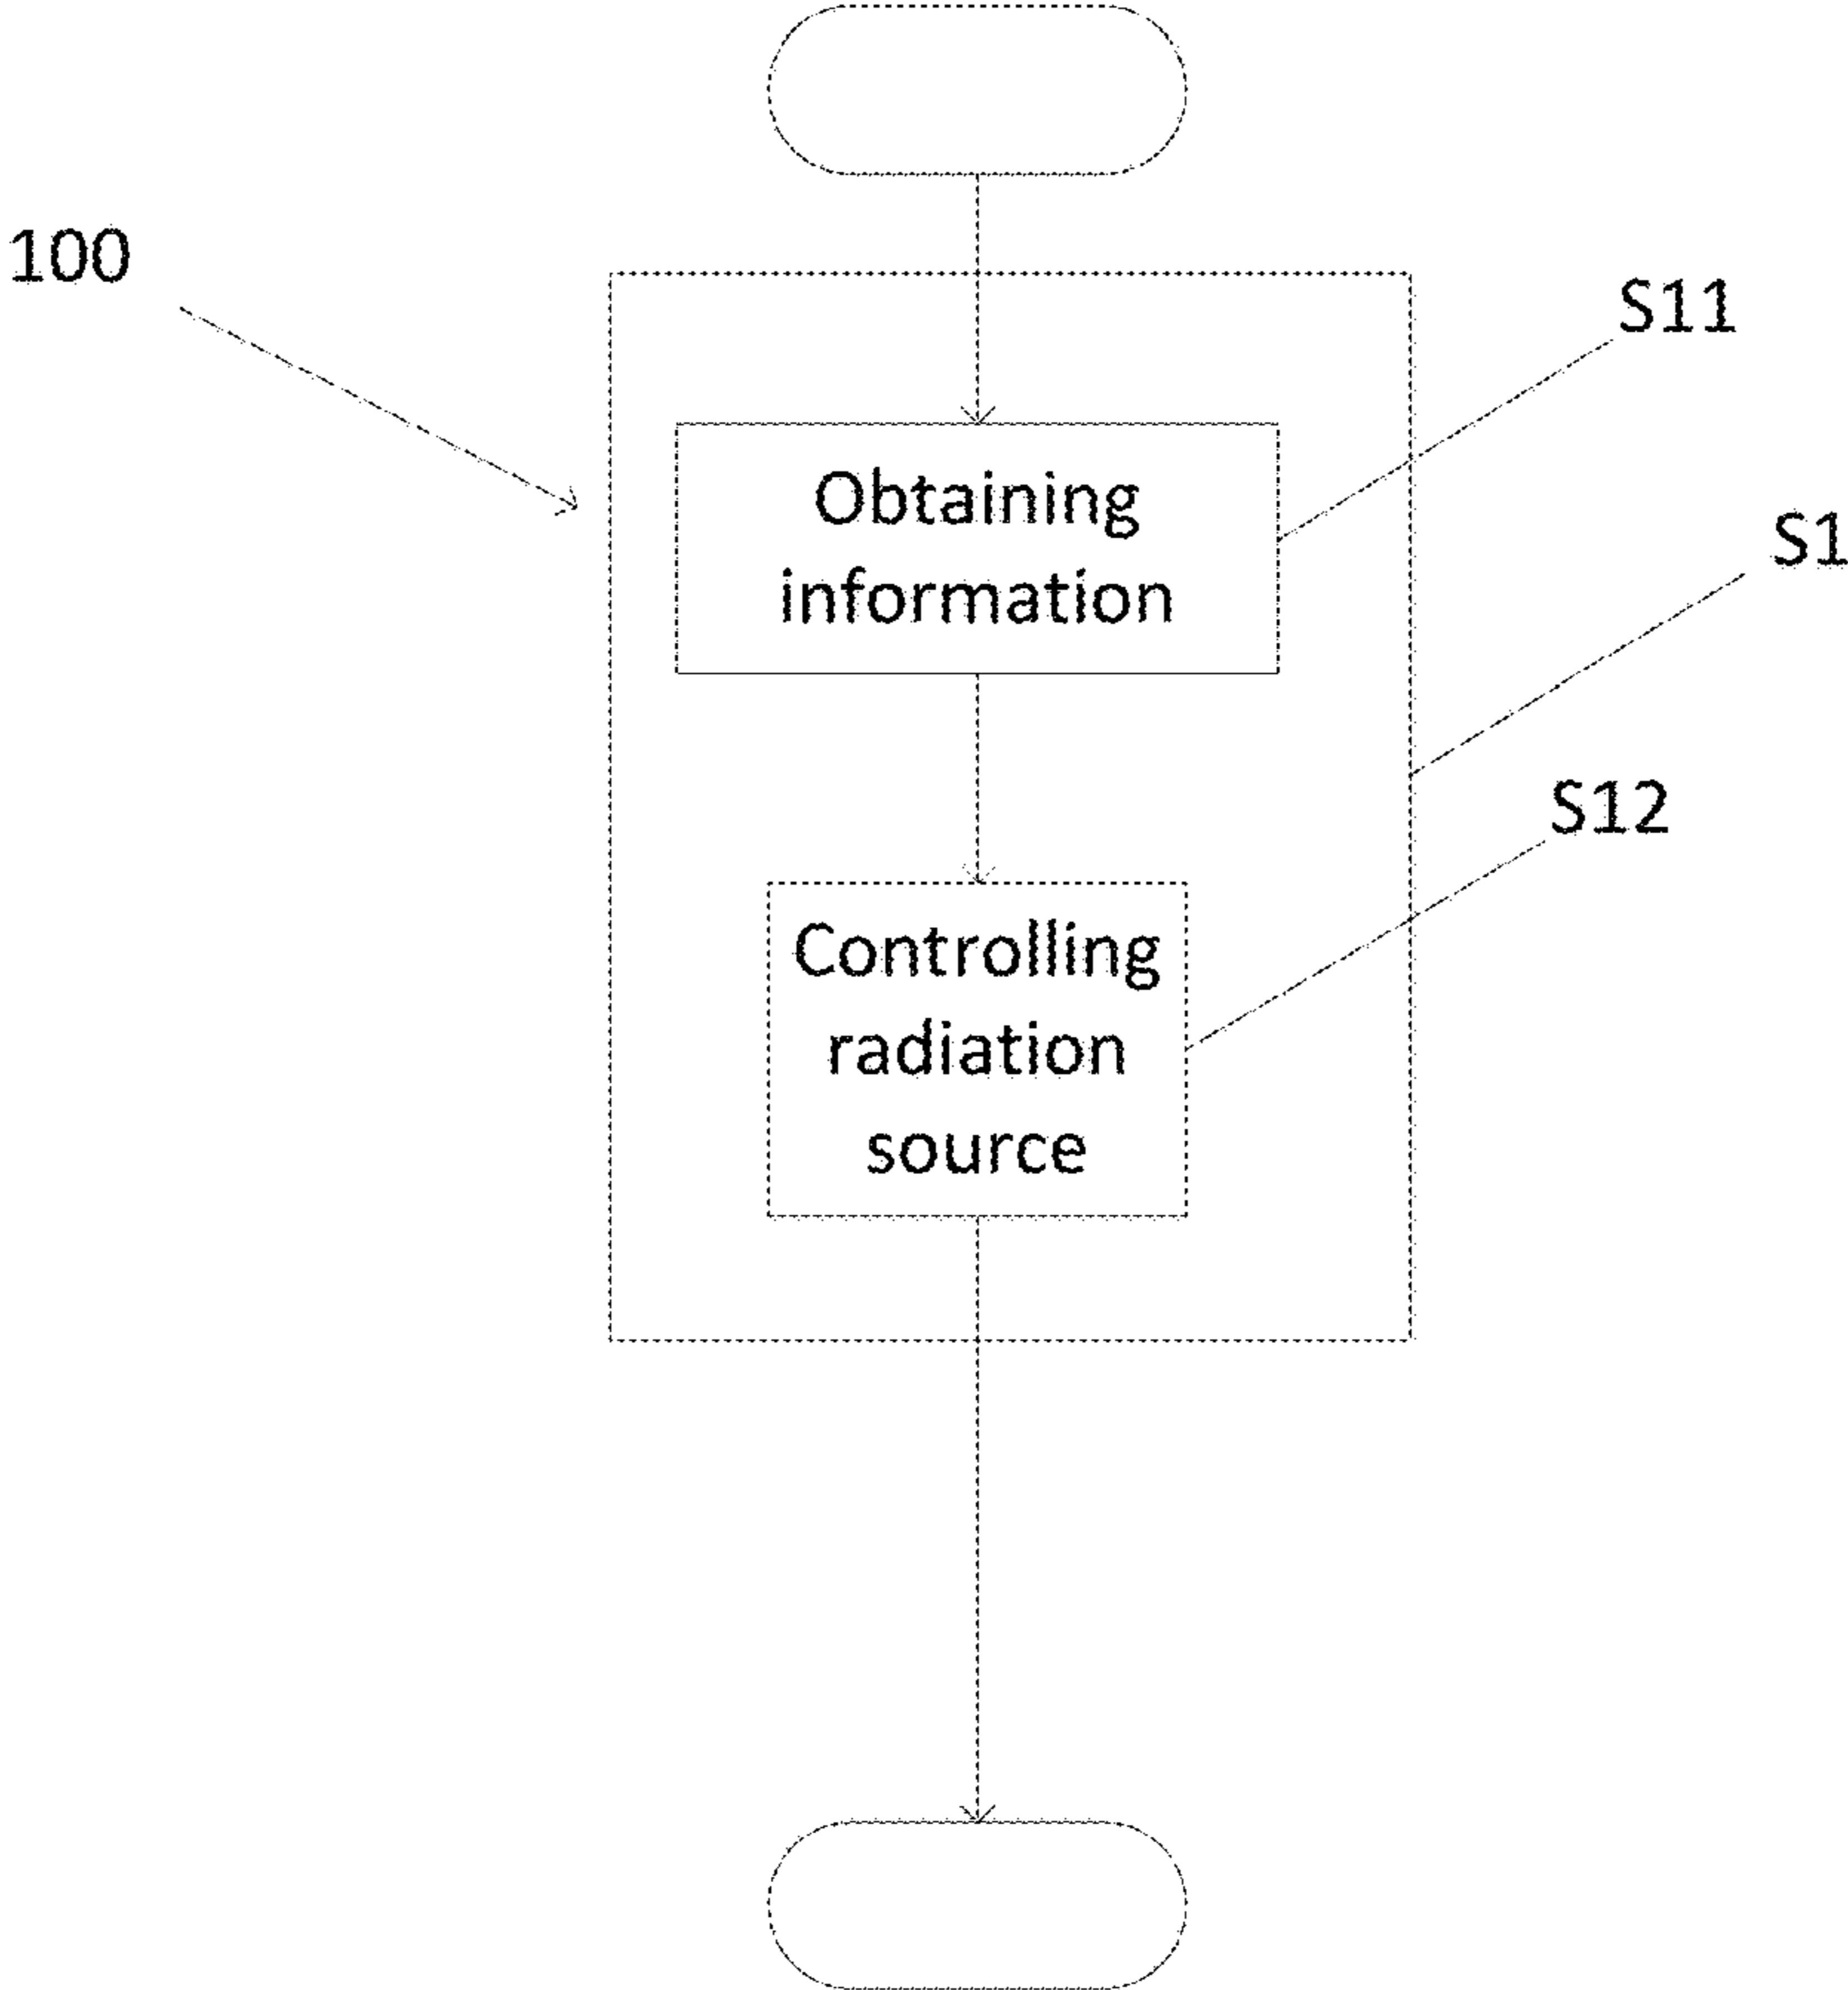 100
S11
Obtaining
information
S1
S12
Controlling
radiation
source